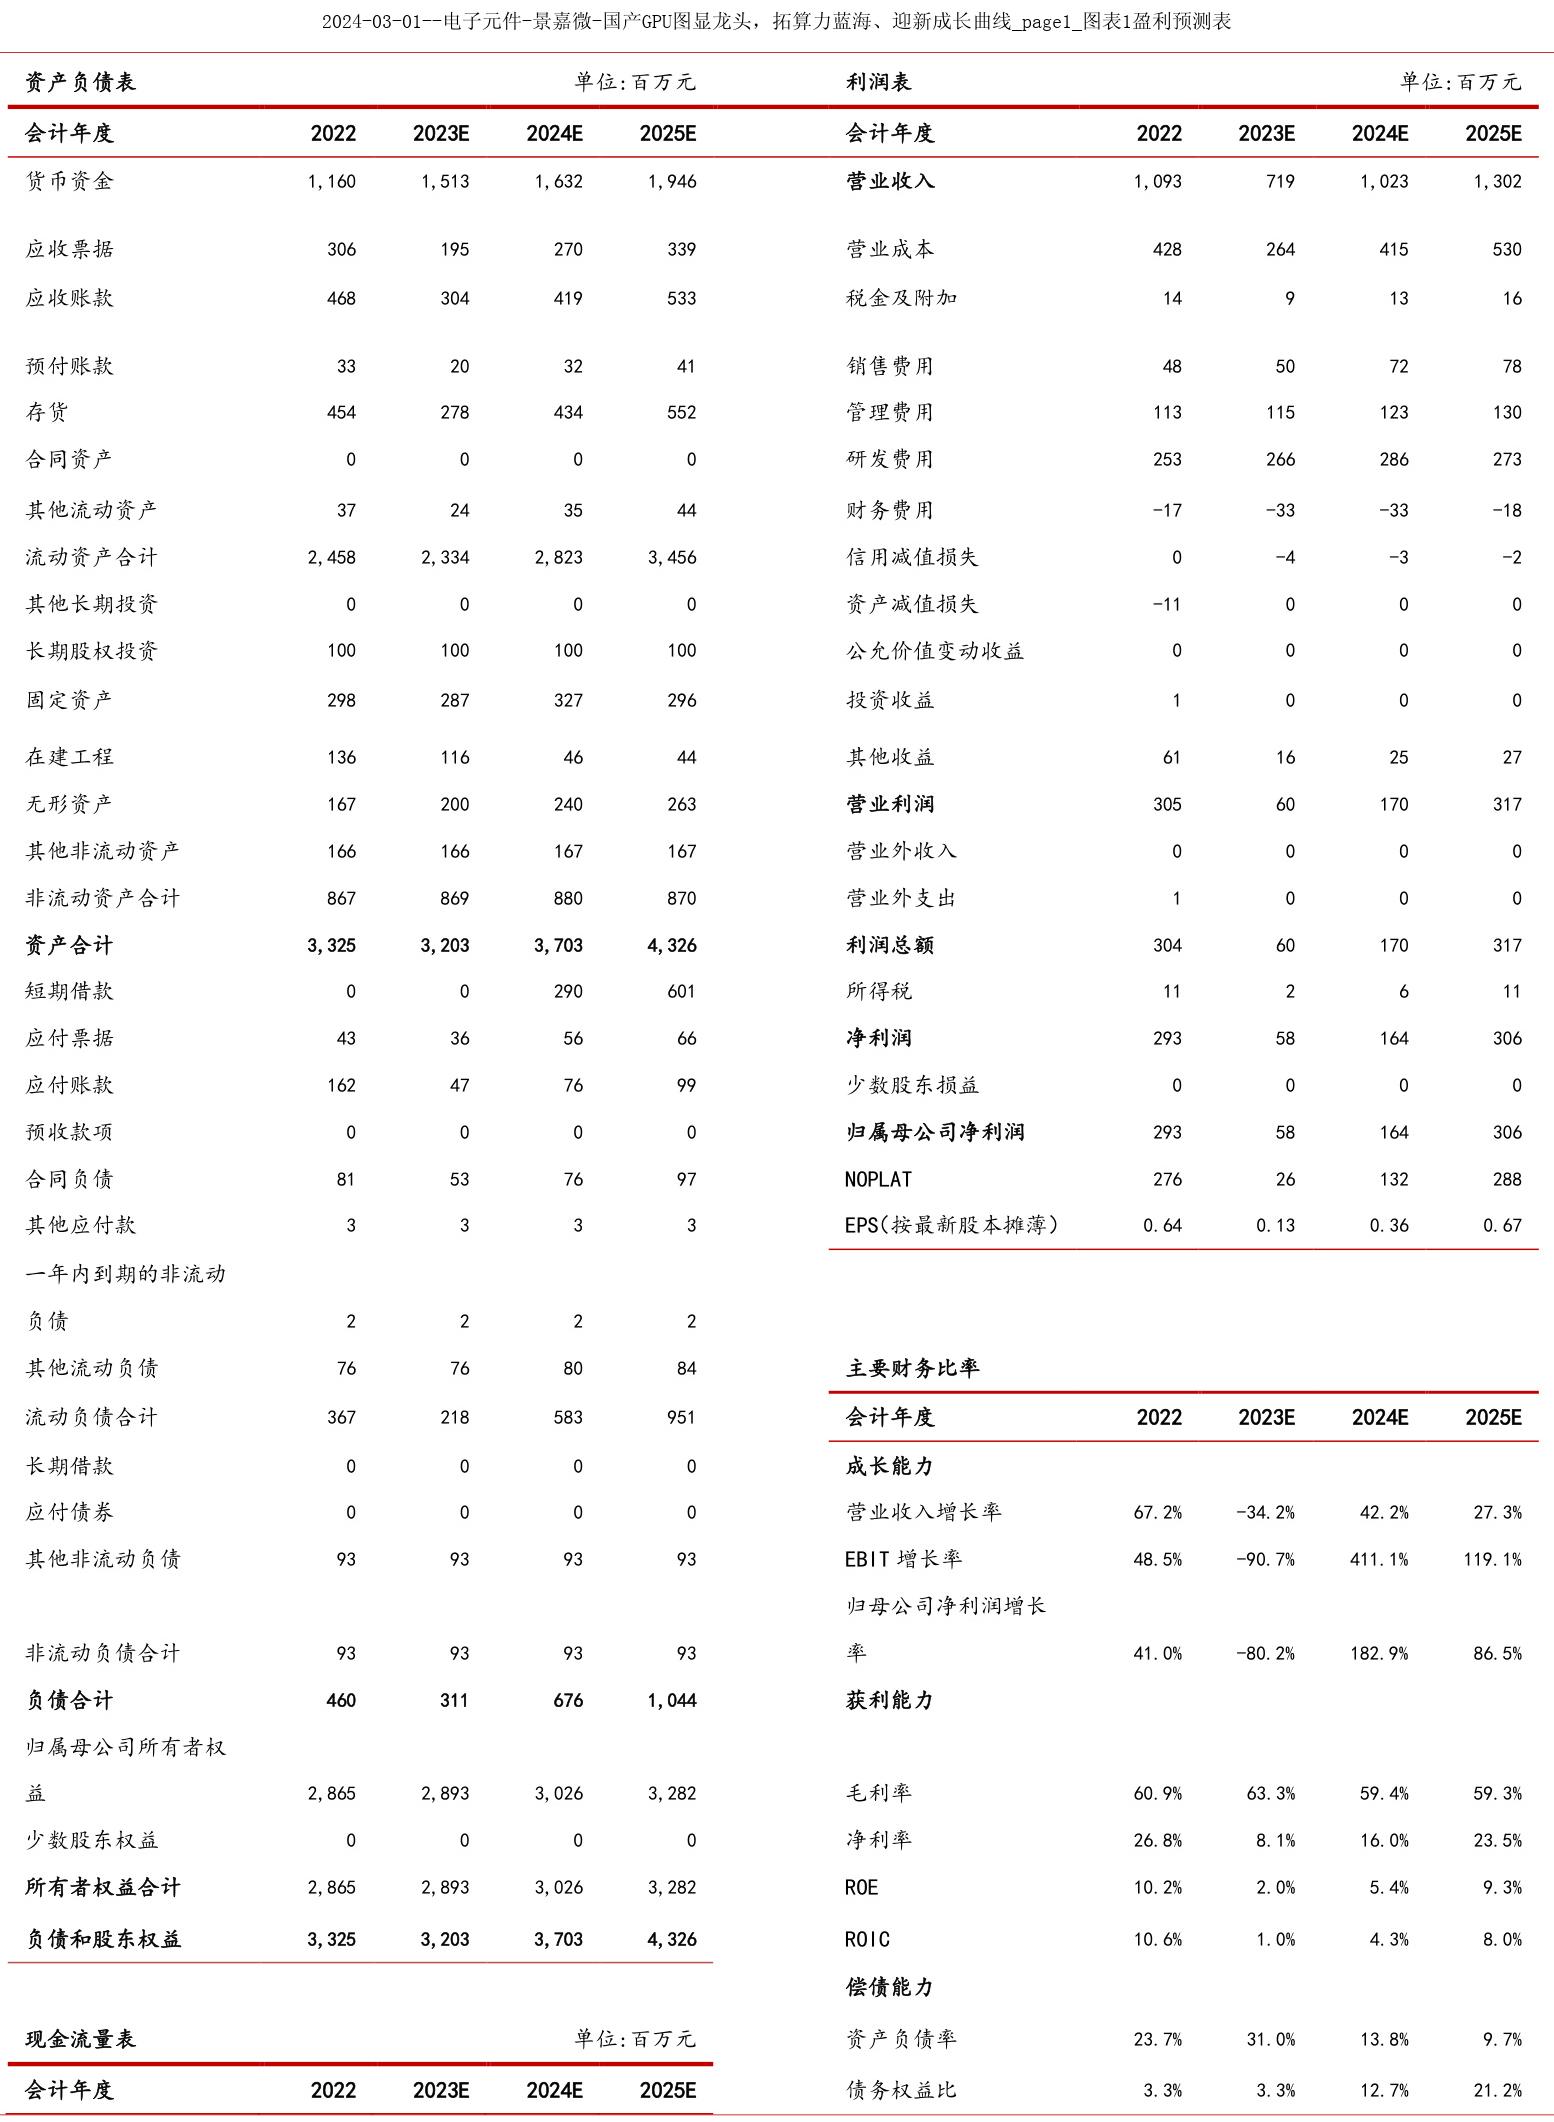 2024-03-01--电子元件-景嘉微-国产GPU图显龙头，拓算力蓝海、迎新成长曲线_page1_图表1盈利预测表
资产负债表 单位:百万元 利润表 单位:百万元
会计年度 2022 2023E 2024E 2025E 会计年度 2022 2023E 2024E 2025E
货币资金 1,160 1,513 1,632 1,946 营业收入 1,093 719 1,023 1,302
应收票据 306 195 270 339 营业成本 428 264 415 530
应收账款 468 304 419 533 税金及附加 14 9 13 16
预付账款 33 20 32 41 销售费用 48 50 72 78
存货 454 278 434 552 管理费用 113 115 123 130
合同资产 0 0 0 0 研发费用 253 266 286 273
其他流动资产 37 24 35 44 财务费用 -17 -33 -33 -18
流动资产合计 2,458 2,334 2,823 3,456 信用减值损失 0 -4 -3 -2
其他长期投资 0 0 0 0 资产减值损失 -11 0 0 0
长期股权投资 100 100 100 100 公允价值变动收益 0 0 0 0
固定资产 298 287 327 296 投资收益 1 0 0 0
在建工程 136 116 46 44 其他收益 61 16 25 27
无形资产 167 200 240 263 营业利润 305 60 170 317
其他非流动资产 166 166 167 167 营业外收入 0 0 0 0
非流动资产合计 867 869 880 870 营业外支出 1 0 0 0
资产合计 3,325 3,203 3,703 4,326 利润总额 304 60 170 317
短期借款 0 0 290 601 所得税 11 2 6 11
应付票据 43 36 56 66 净利润 293 58 164 306
应付账款 162 47 76 99 少数股东损益 0 0 0 0
预收款项 0 0 0 0 归属母公司净利润 293 58 164 306
合同负债 81 53 76 97 NOPLAT 276 26 132 288
其他应付款 3 3 3 3 EPS(按最新股本摊薄) 0.64 0.13 0.36 0.67
一年内到期的非流动
负债 2 2 2 2
其他流动负债 76 76 80 84 主要财务比率
流动负债合计 367 218 583 951 会计年度 2022 2023E 2024E 2025E
长期借款 0 0 0 0 成长能力
应付债券 0 0 0 0 营业收入增长率 67.2% -34.2% 42.2% 27.3%
其他非流动负债 93 93 93 93 EBIT增长率 48.5% -90.7% 411.1% 119.1%
归母公司净利润增长
非流动负债合计 93 93 93 93 率 41.0% -80.2% 182.9% 86.5%
负债合计 460 311 676 1,044 获利能力
归属母公司所有者权
益 2,865 2,893 3,026 3,282 毛利率 60.9% 63.3% 59.4% 59.3%
少数股东权益 0 0 0 0 净利率 26.8% 8.1% 16.0% 23.5%
所有者权益合计 2,865 2,893 3,026 3,282 ROE 10.2% 2.0% 5.4% 9.3%
负债和股东权益 3,325 3,203 3,703 4,326 ROIC 10.6% 1.0% 4.3% 8.0%
偿债能力
现金流量表 单位:百万元 资产负债率 23.7% 31.0% 13.8% 9.7%
会计年度 2022 2023E 2024E 2025E 债务权益比 3.3% 3.3% 12.7% 21.2%